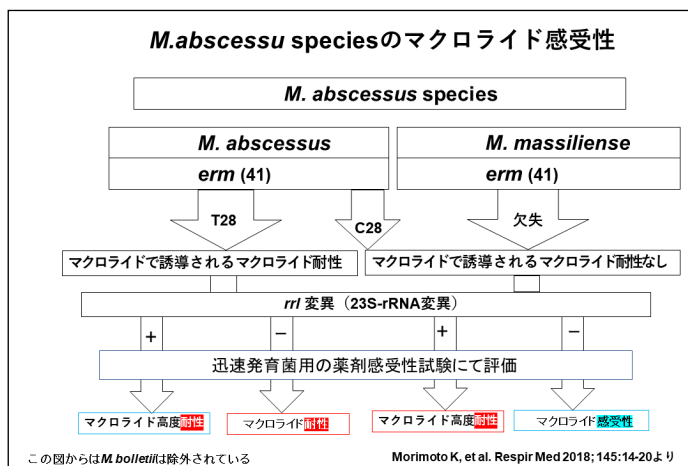 M.abscessu speciesのマクロライド感受性
M. abscessus species
M. abscessus
M. massiliense
erm (41)
erm (41)
T28
C28
欠失
マクロライドで誘導されるマクロライド耐性
マクロライドで誘導されるマクロライド耐性なし
rrl 変異（23S-rRNA変異）
+
−
+
−
迅速発育菌用の薬剤感受性試験にて評価
マクロライド高度耐性
マクロライド耐性
マクロライド高度耐性
マクロライド感受性
この図からはM.bolletiiは除外されている
Morimoto K, et al. Respir Med 2018; 145:14-20より